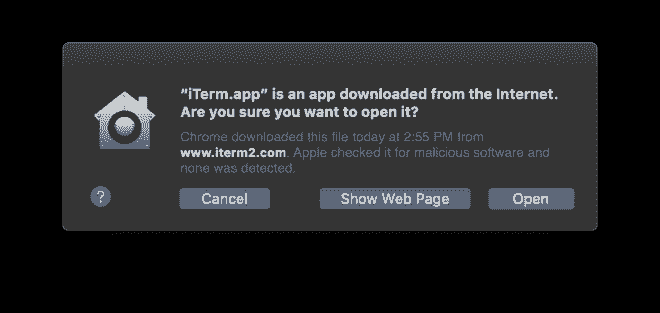 “iTerm.app” is an app downloaded from the Internet.
Are you sure you want to open it?
Chrome downloaded this file today at 2:55 PM from
www.iterm2.com. Apple checked it for malicious software and
none was detected.
?
Cancel
Show Web Page
Open